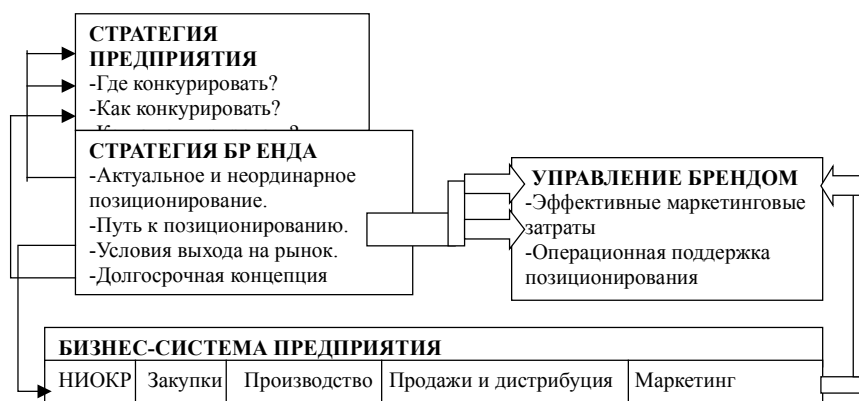 СТРАТЕГИЯ
ПРЕДПРИЯТИЯ
-Где конкурировать?
-Как конкурировать?
СТРАТЕГИЯ БР ЕНДА
-Актуальное и неординарное
позиционирование.
-Путь к позиционированию.
-Условия выхода на рынок.
-Долгосрочная концепция
УПРАВЛЕНИЕ БРЕНДОМ
-Эффективные маркетинговые
затраты
-Операционная поддержка
позиционирования
БИЗНЕС-СИСТЕМА ПРЕДПРИЯТИЯ
НИОКР Закупки Производство Продажи и дистрибуция Маркетинг